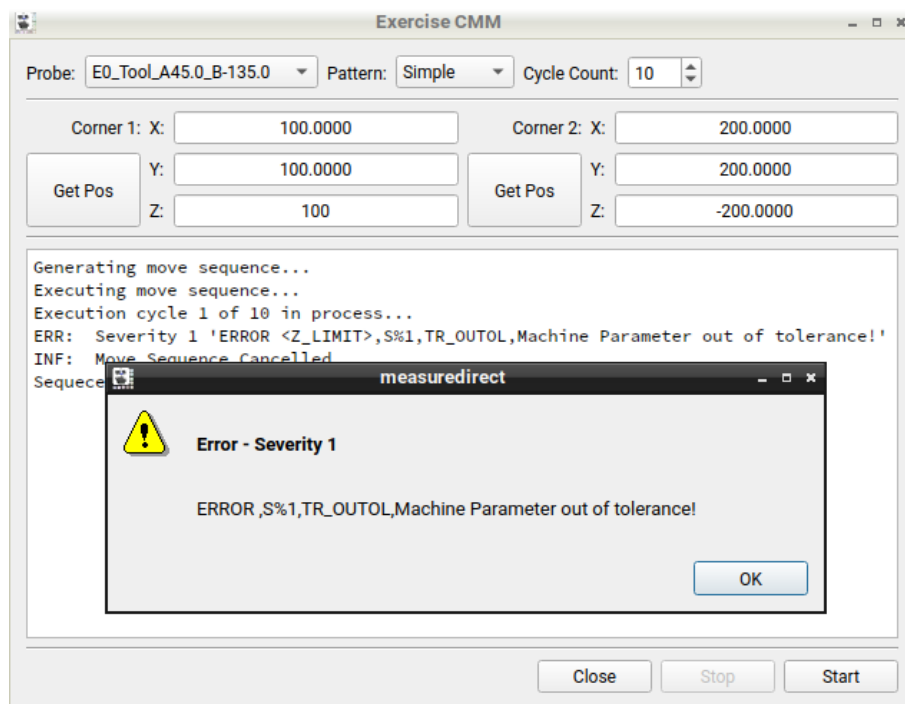 Exercise CMM
Probe: E0_Tool_A45.0_B-135.0 Pattern: Simple Cycle Count: 10
Corner 1: X: 100.0000 Corner 2: X: 200.0000
Get Pos Y: 100.0000 Get Pos Y: 200.0000
Z: 100 Z: -200.0000
Generating move sequence...
Executing move sequence...
Execution cycle 1 of 10 in process...
ERR: Severity 1 'ERROR <Z_LIMIT>,S%1,TR_OUTOL,Machine Parameter out of tolerance!'
INF: Move Sequence Cancelled
Sequece
measuredirect
Error - Severity 1
ERROR ,S%1,TR_OUTOL,Machine Parameter out of tolerance!
OK
Close Stop Start